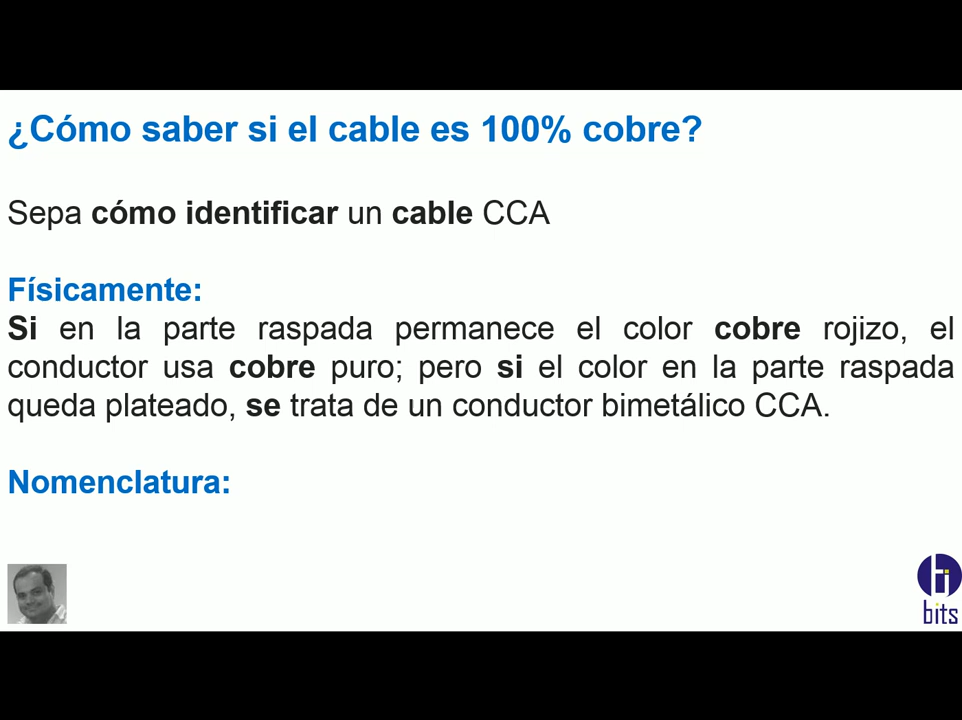 ¿Cómo saber si el cable es 100% cobre?
Sepa cómo identificar un cable CCA
Físicamente:
Si en la parte raspada permanece el color cobre rojizo, el
conductor usa cobre puro; pero si el color en la parte raspada
queda plateado, se trata de un conductor bimetálico CCA.
Nomenclatura:
bits